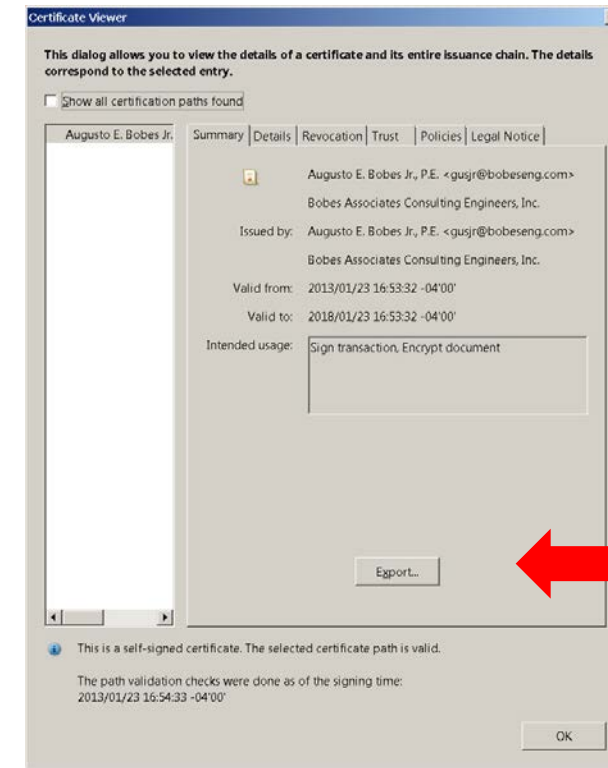 Certificate Viewer
This dialog allows you to view the details of a certificate and its entire issuance chain. The details
correspond to the selected entry.
Show all certification paths found
Augusto E. Bobes Jr.
Summary Details Revocation Trust Policies Legal Notice
Augusto E. Bobes Jr., P.E. <gusjr@bobeseng.com>
Bobes Associates Consulting Engineers, Inc.
Issued by: Augusto E. Bobes Jr., P.E. <gusjr@bobeseng.com>
Bobes Associates Consulting Engineers, Inc.
Valid from: 2013/01/23 16:53:32 -04'00'
Valid to: 2018/01/23 16:53:32 -04'00'
Intended usage: Sign transaction, Encrypt document
Export...
This is a self-signed certificate. The selected certificate path is valid.
The path validation checks were done as of the signing time:
2013/01/23 16:54:33 -04'00'
OK